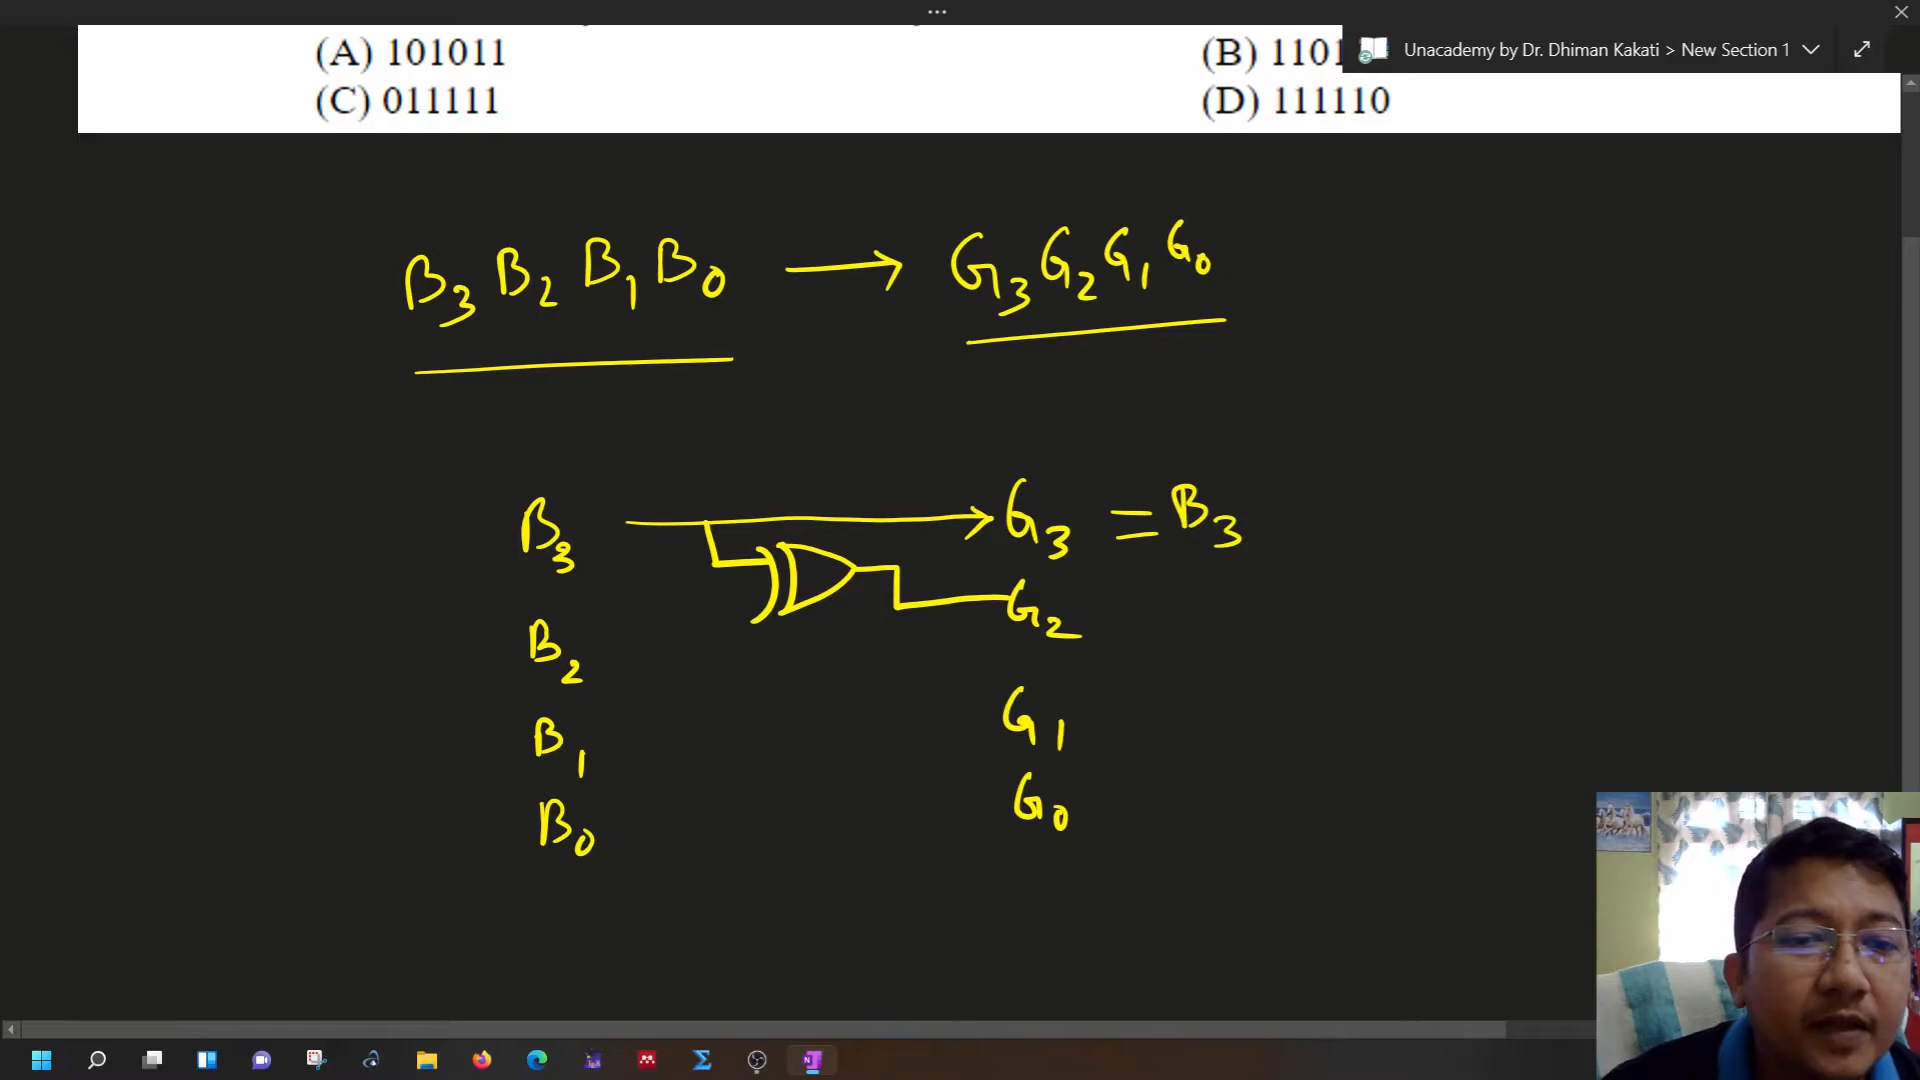 (A) 101011 (B) 1101
Unacademy by Dr. Dhiman Kakati > New Section 1
(C) 011111 (D) 111110
B₃ B₂ B₁ B₀ → G₃ G₂ G₁ G₀
B₃ → G₃ = B₃
G₂
B₂
B₁ G₁
B₀ G₀